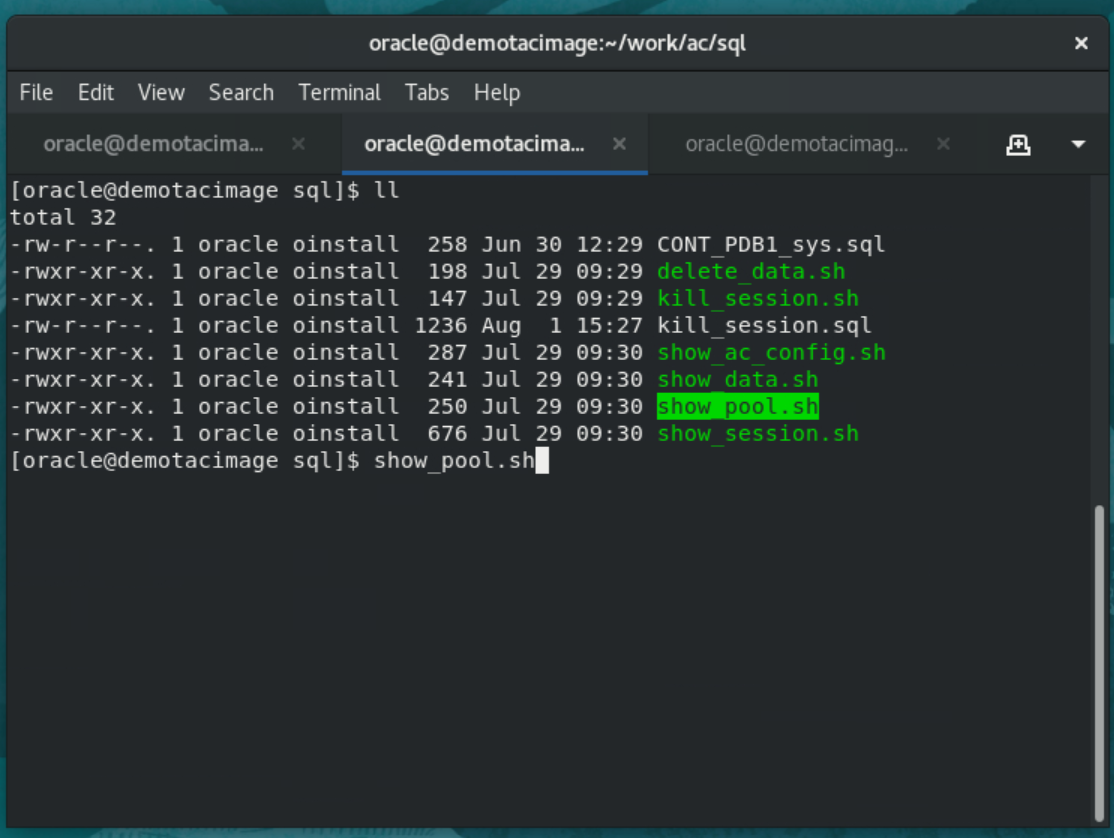 oracle@demotacimage:~/work/ac/sql
File Edit View Search Terminal Tabs Help
oracle@demotacima... oracle@demotacima... oracle@demotacimag...
[oracle@demotacimage sql]$ ll
total 32
-rw-r--r--. 1 oracle oinstall  258 Jun 30 12:29 CONT_PDB1_sys.sql
-rwxr-xr-x. 1 oracle oinstall  198 Jul 29 09:29 delete_data.sh
-rwxr-xr-x. 1 oracle oinstall  147 Jul 29 09:29 kill_session.sh
-rw-r--r--. 1 oracle oinstall 1236 Aug  1 15:27 kill_session.sql
-rwxr-xr-x. 1 oracle oinstall  287 Jul 29 09:30 show_ac_config.sh
-rwxr-xr-x. 1 oracle oinstall  241 Jul 29 09:30 show_data.sh
-rwxr-xr-x. 1 oracle oinstall  250 Jul 29 09:30 show_pool.sh
-rwxr-xr-x. 1 oracle oinstall  676 Jul 29 09:30 show_session.sh
[oracle@demotacimage sql]$ show_pool.sh